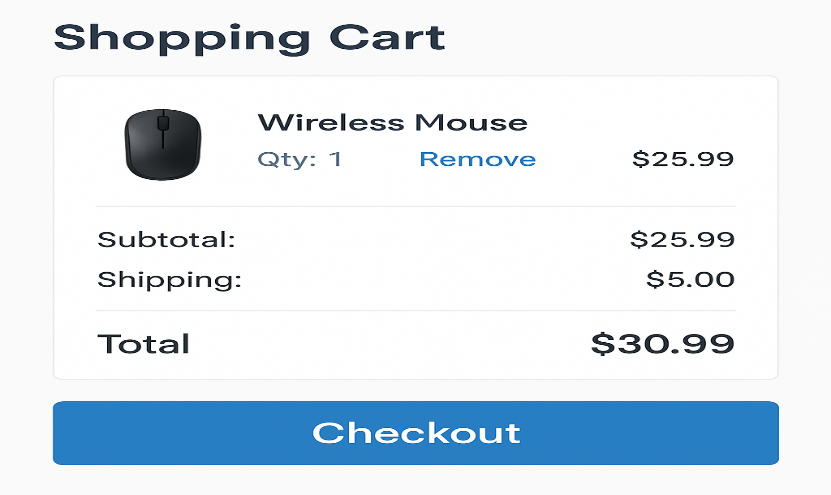 Shopping Cart
Wireless Mouse
Qty: 1 Remove $25.99
Subtotal: $25.99
Shipping: $5.00
Total $30.99
Checkout